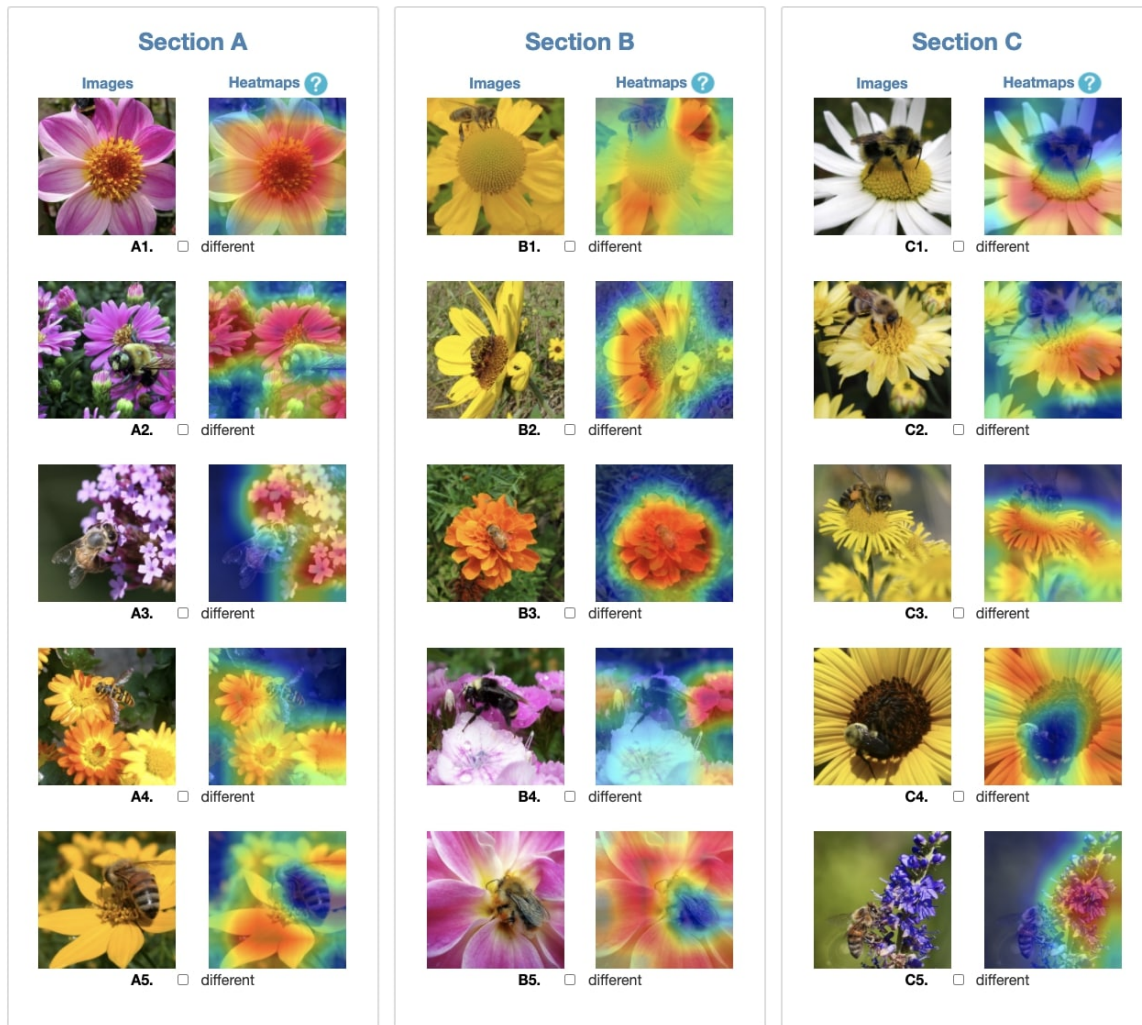 Section A
Images Heatmaps ?
A1. different
A2. different
A3. different
A4. different
A5. different
Section B
Images Heatmaps ?
B1. different
B2. different
B3. different
B4. different
B5. different
Section C
Images Heatmaps ?
C1. different
C2. different
C3. different
C4. different
C5. different